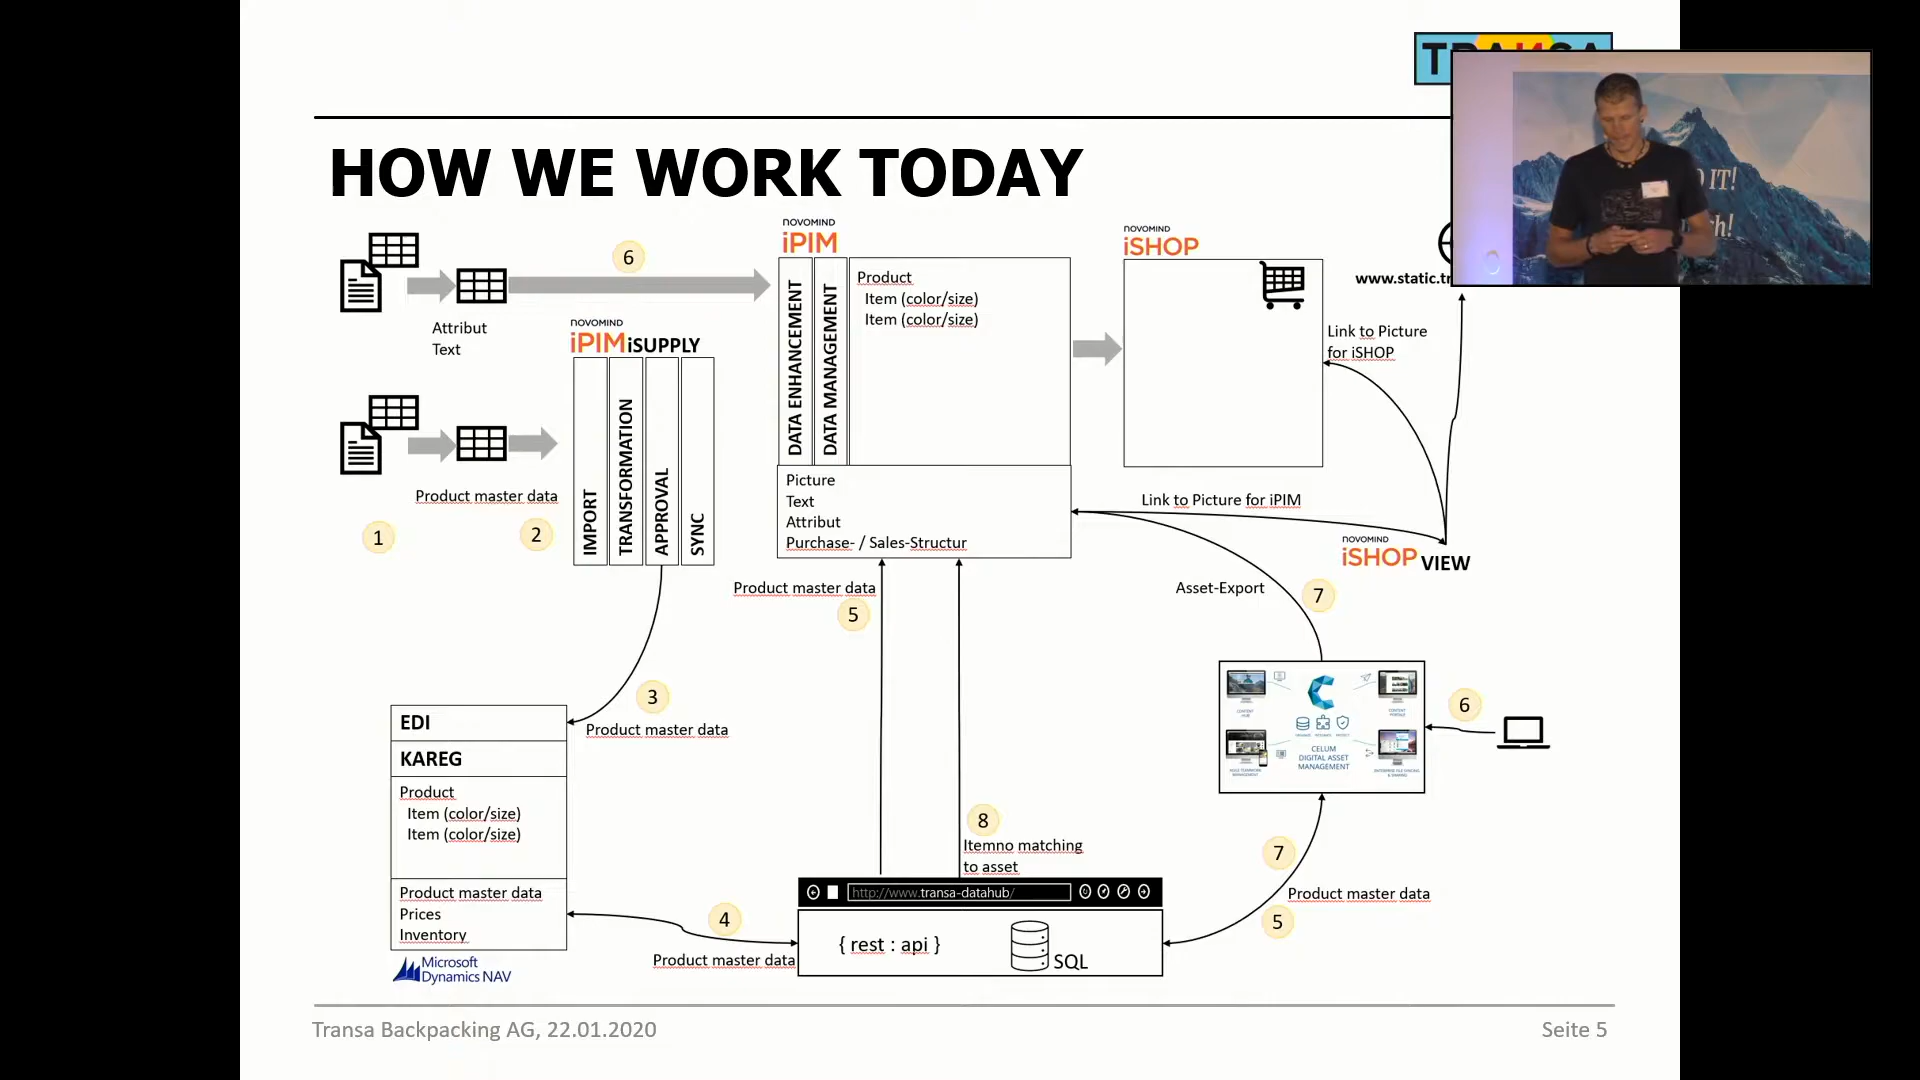 HOW WE WORK TODAY
NOVOMIND
iPIM
NOVOMIND
iSHOP
6
Attribut
Text
NOVOMIND
iPIM iSUPPLY
DATA ENHANCEMENT
DATA MANAGEMENT
Product
Item (color/size)
Item (color/size)
www.static.tr
IT!
h!
Link to Picture
for iSHOP
Product master data
1
2
IMPORT
TRANSFORMATION
APPROVAL
SYNC
Picture
Text
Attribut
Purchase- / Sales-Structur
Link to Picture for iPIM
NOVOMIND
iSHOP VIEW
Product master data
5
Asset-Export
7
3
Product master data
EDI
KAREG
Product
Item (color/size)
Item (color/size)
Product master data
Prices
Inventory
Microsoft
Dynamics NAV
CELUM
DIGITAL ASSET
MANAGEMENT
6
8
Itemno matching
to asset
7
Product master data
5
4
Product master data
http://www.transa-datahub/
{ rest : api }
SQL
Transa Backpacking AG, 22.01.2020
Seite 5